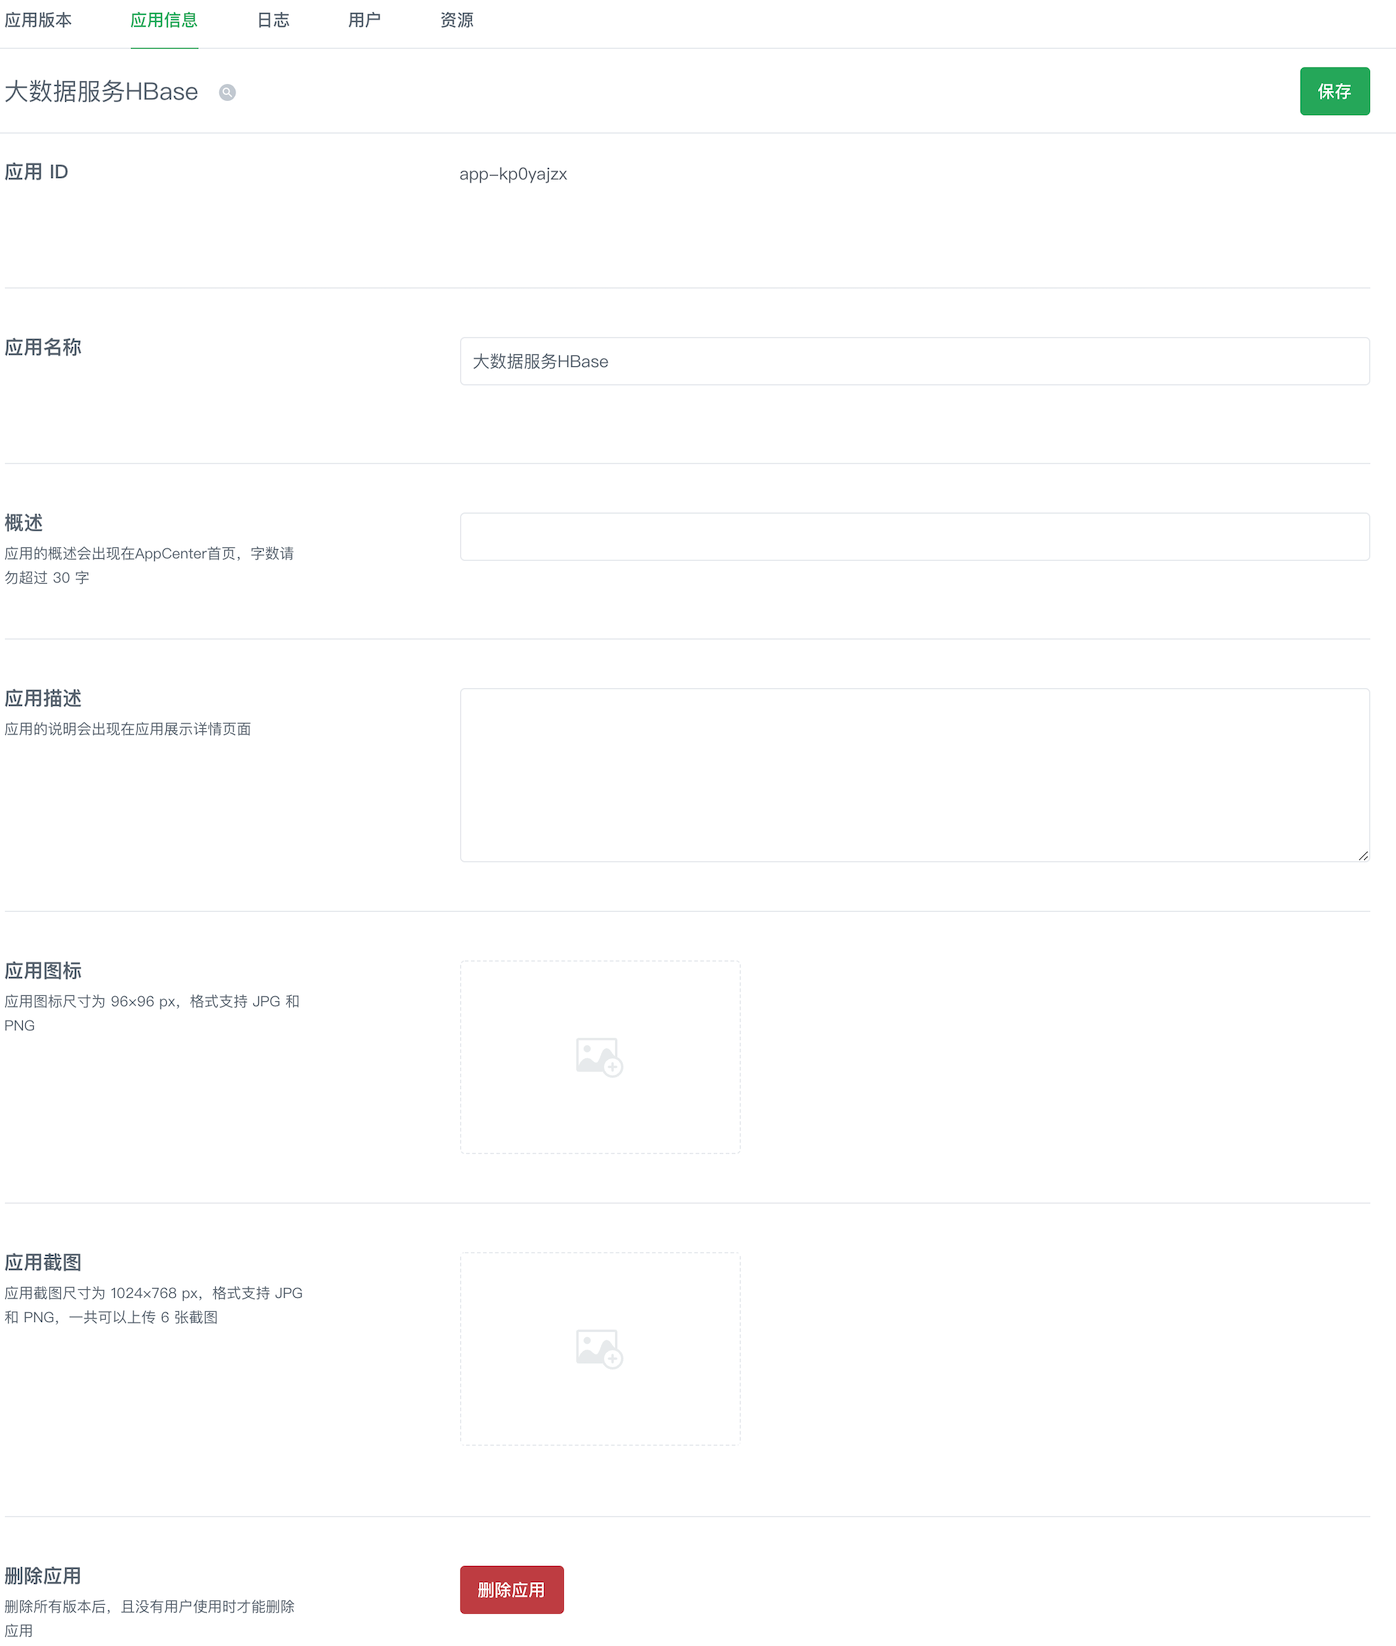 应用版本 应用信息 日志 用户 资源
大数据服务HBase
保存
应用 ID
app-kp0yajzx
应用名称
大数据服务HBase
概述
应用的概述会出现在AppCenter首页，字数请
勿超过 30 字
应用描述
应用的说明会出现在应用展示详情页面
应用图标
应用图标尺寸为 96×96 px，格式支持 JPG 和
PNG
应用截图
应用截图尺寸为 1024×768 px，格式支持 JPG
和 PNG，一共可以上传 6 张截图
删除应用
删除所有版本后，且没有用户使用时才能删除
应用
删除应用